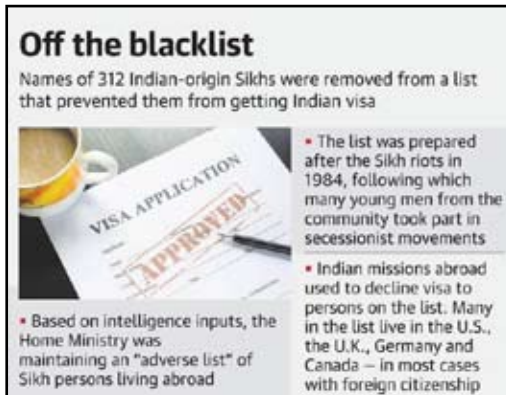 Off the blacklist
Names of 312 Indian-origin Sikhs were removed from a list
that prevented them from getting Indian visa
VISA APPLICATION
APPROVED
▪ Based on intelligence inputs, the
Home Ministry was
maintaining an "adverse list" of
Sikh persons living abroad
▪ The list was prepared
after the Sikh riots in
1984, following which
many young men from the
community took part in
secessionist movements
▪ Indian missions abroad
used to decline visa to
persons on the list. Many
in the list live in the U.S.,
the U.K., Germany and
Canada — in most cases
with foreign citizenship